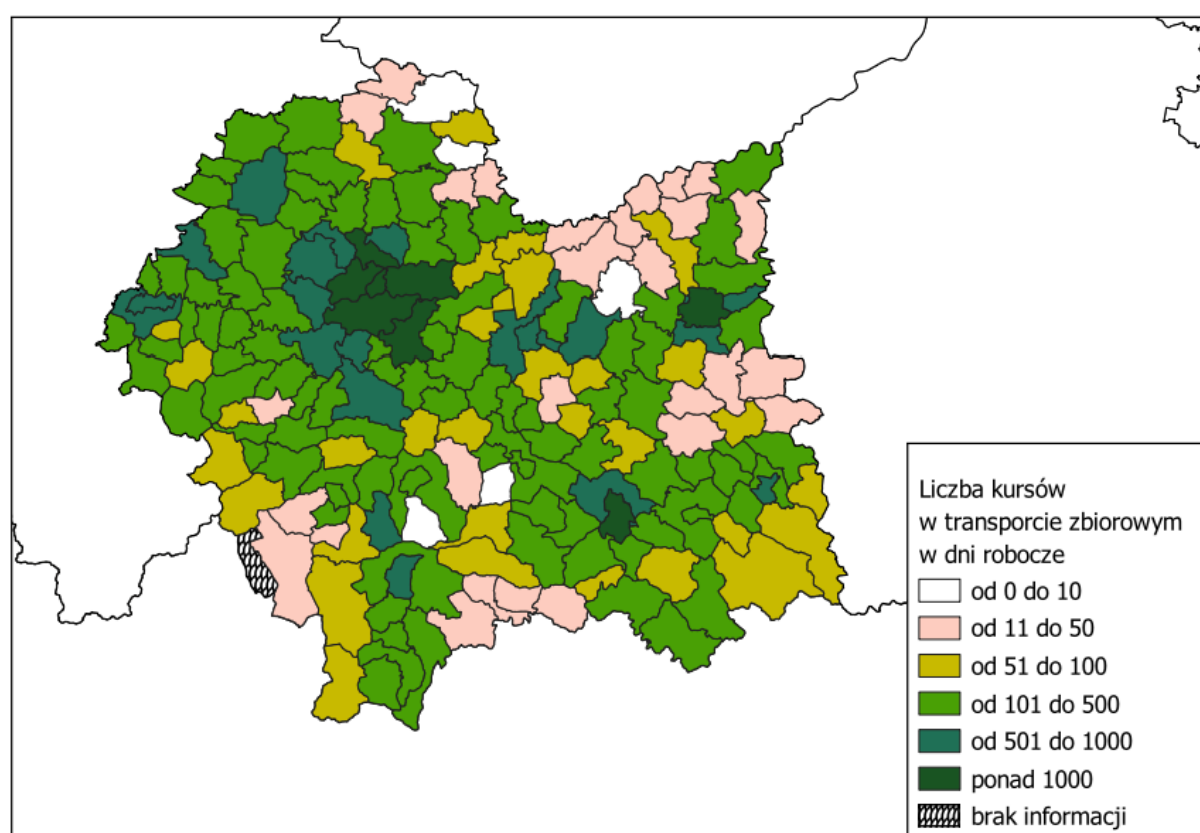 Liczba kursów
w transporcie zbiorowym
w dni robocze
od 0 do 10
od 11 do 50
od 51 do 100
od 101 do 500
od 501 do 1000
ponad 1000
brak informacji